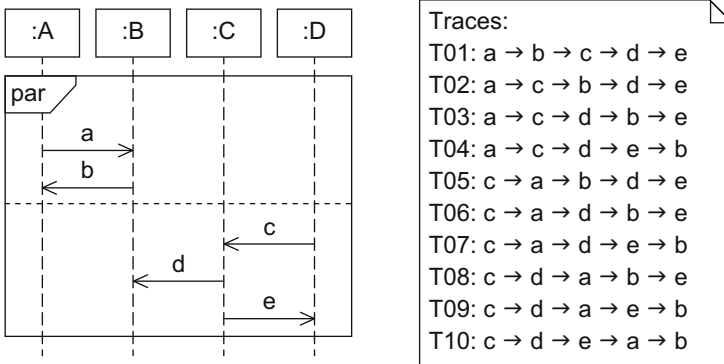 :A :B :C :D
par
a
b
c
d
e
Traces:
T01: a → b → c → d → e
T02: a → c → b → d → e
T03: a → c → d → b → e
T04: a → c → d → e → b
T05: c → a → b → d → e
T06: c → a → d → b → e
T07: c → a → d → e → b
T08: c → d → a → b → e
T09: c → d → a → e → b
T10: c → d → e → a → b